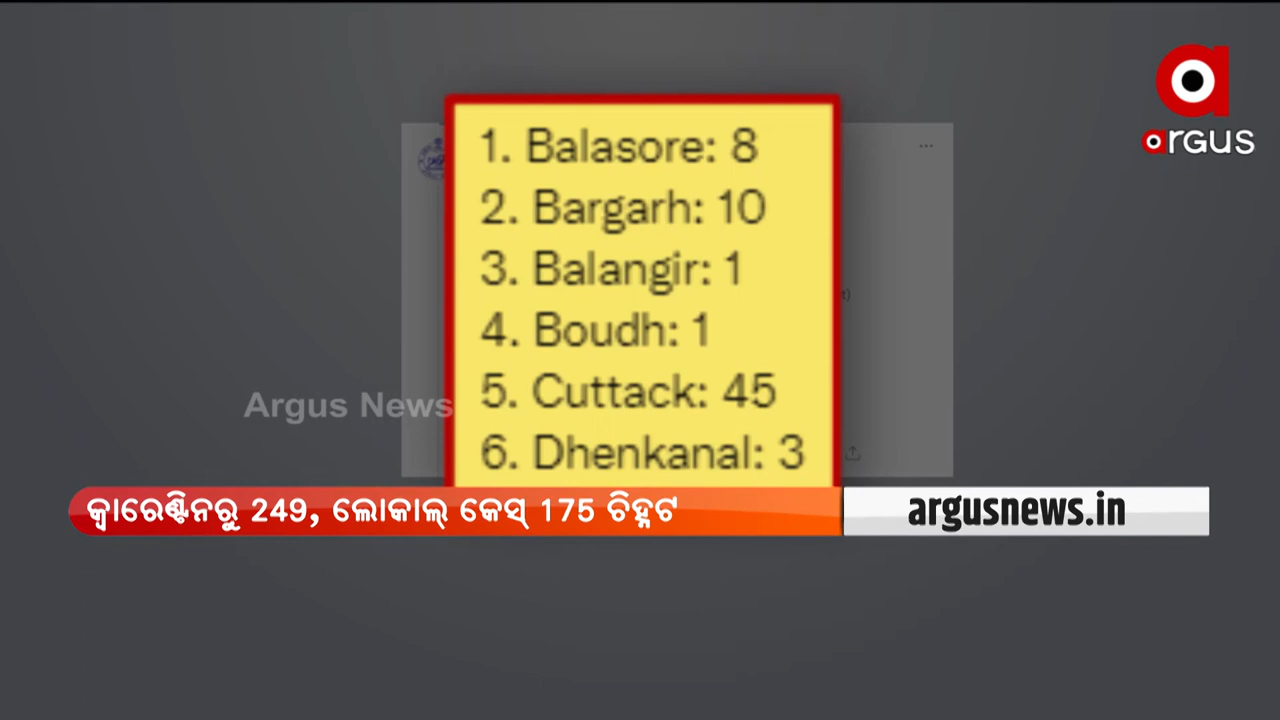 argus
1. Balasore: 8
2. Bargarh: 10
3. Balangir: 1
4. Boudh: 1
5. Cuttack: 45
6. Dhenkanal: 3
Argus News
କ୍ୱାରେଣ୍ଟିନରୁ 249, ଲୋକାଲ୍ କେସ୍ 175 ଚିହ୍ନଟ
argusnews.in